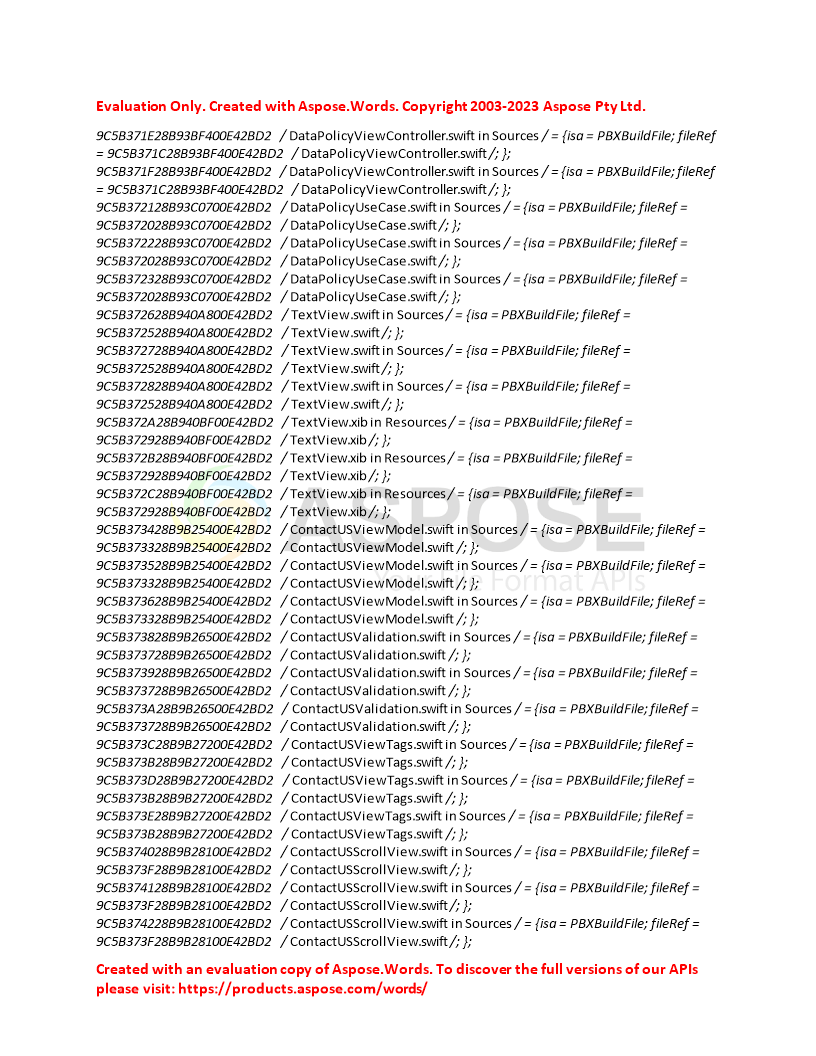 Evaluation Only. Created with Aspose.Words. Copyright 2003-2023 Aspose Pty Ltd.
9C5B371E28B93BF400E42BD2 / DataPolicyViewController.swift in Sources / = {isa = PBXBuildFile; fileRef
= 9C5B371C28B93BF400E42BD2 / DataPolicyViewController.swift /; };
9C5B371F28B93BF400E42BD2 / DataPolicyViewController.swift in Sources / = {isa = PBXBuildFile; fileRef
= 9C5B371C28B93BF400E42BD2 / DataPolicyViewController.swift /; };
9C5B372128B93C0700E42BD2 / DataPolicyUseCase.swift in Sources / = {isa = PBXBuildFile; fileRef =
9C5B372028B93C0700E42BD2 / DataPolicyUseCase.swift /; };
9C5B372228B93C0700E42BD2 / DataPolicyUseCase.swift in Sources / = {isa = PBXBuildFile; fileRef =
9C5B372028B93C0700E42BD2 / DataPolicyUseCase.swift /; };
9C5B372328B93C0700E42BD2 / DataPolicyUseCase.swift in Sources / = {isa = PBXBuildFile; fileRef =
9C5B372028B93C0700E42BD2 / DataPolicyUseCase.swift /; };
9C5B372628B940A800E42BD2 / TextView.swift in Sources / = {isa = PBXBuildFile; fileRef =
9C5B372528B940A800E42BD2 / TextView.swift /; };
9C5B372728B940A800E42BD2 / TextView.swift in Sources / = {isa = PBXBuildFile; fileRef =
9C5B372528B940A800E42BD2 / TextView.swift /; };
9C5B372828B940A800E42BD2 / TextView.swift in Sources / = {isa = PBXBuildFile; fileRef =
9C5B372528B940A800E42BD2 / TextView.swift /; };
9C5B372A28B940BF00E42BD2 / TextView.xib in Resources / = {isa = PBXBuildFile; fileRef =
9C5B372928B940BF00E42BD2 / TextView.xib /; };
9C5B372B28B940BF00E42BD2 / TextView.xib in Resources / = {isa = PBXBuildFile; fileRef =
9C5B372928B940BF00E42BD2 / TextView.xib /; };
9C5B372C28B940BF00E42BD2 / TextView.xib in Resources / = {isa = PBXBuildFile; fileRef =
9C5B372928B940BF00E42BD2 / TextView.xib /; };
ASPOSE
9C5B373428B9B25400E42BD2 / ContactUSViewModel.swift in Sources / = {isa = PBXBuildFile; fileRef =
9C5B373328B9B25400E42BD2 / ContactUSViewModel.swift /; };
9C5B373528B9B25400E42BD2 / ContactUSViewModel.swift in Sources / = {isa = PBXBuildFile; fileRef =
9C5B373328B9B25400E42BD2 / ContactUSViewModel.swift /; };
Format APIs
9C5B373628B9B25400E42BD2 / ContactUSViewModel.swift in Sources / = {isa = PBXBuildFile; fileRef =
9C5B373328B9B25400E42BD2 / ContactUSViewModel.swift /; };
9C5B373828B9B26500E42BD2 / ContactUSValidation.swift in Sources / = {isa = PBXBuildFile; fileRef =
9C5B373728B9B26500E42BD2 / ContactUSValidation.swift /; };
9C5B373928B9B26500E42BD2 / ContactUSValidation.swift in Sources / = {isa = PBXBuildFile; fileRef =
9C5B373728B9B26500E42BD2 / ContactUSValidation.swift /; };
9C5B373A28B9B26500E42BD2 / ContactUSValidation.swift in Sources / = {isa = PBXBuildFile; fileRef =
9C5B373728B9B26500E42BD2 / ContactUSValidation.swift /; };
9C5B373C28B9B27200E42BD2 / ContactUSViewTags.swift in Sources / = {isa = PBXBuildFile; fileRef =
9C5B373B28B9B27200E42BD2 / ContactUSViewTags.swift /; };
9C5B373D28B9B27200E42BD2 / ContactUSViewTags.swift in Sources / = {isa = PBXBuildFile; fileRef =
9C5B373B28B9B27200E42BD2 / ContactUSViewTags.swift /; };
9C5B373E28B9B27200E42BD2 / ContactUSViewTags.swift in Sources / = {isa = PBXBuildFile; fileRef =
9C5B373B28B9B27200E42BD2 / ContactUSViewTags.swift /; };
9C5B374028B9B28100E42BD2 / ContactUSScrollView.swift in Sources / = {isa = PBXBuildFile; fileRef =
9C5B373F28B9B28100E42BD2 / ContactUSScrollView.swift /; };
9C5B374128B9B28100E42BD2 / ContactUSScrollView.swift in Sources / = {isa = PBXBuildFile; fileRef =
9C5B373F28B9B28100E42BD2 / ContactUSScrollView.swift /; };
9C5B374228B9B28100E42BD2 / ContactUSScrollView.swift in Sources / = {isa = PBXBuildFile; fileRef =
9C5B373F28B9B28100E42BD2 / ContactUSScrollView.swift /; };
Created with an evaluation copy of Aspose.Words. To discover the full versions of our APIs
please visit: https://products.aspose.com/words/